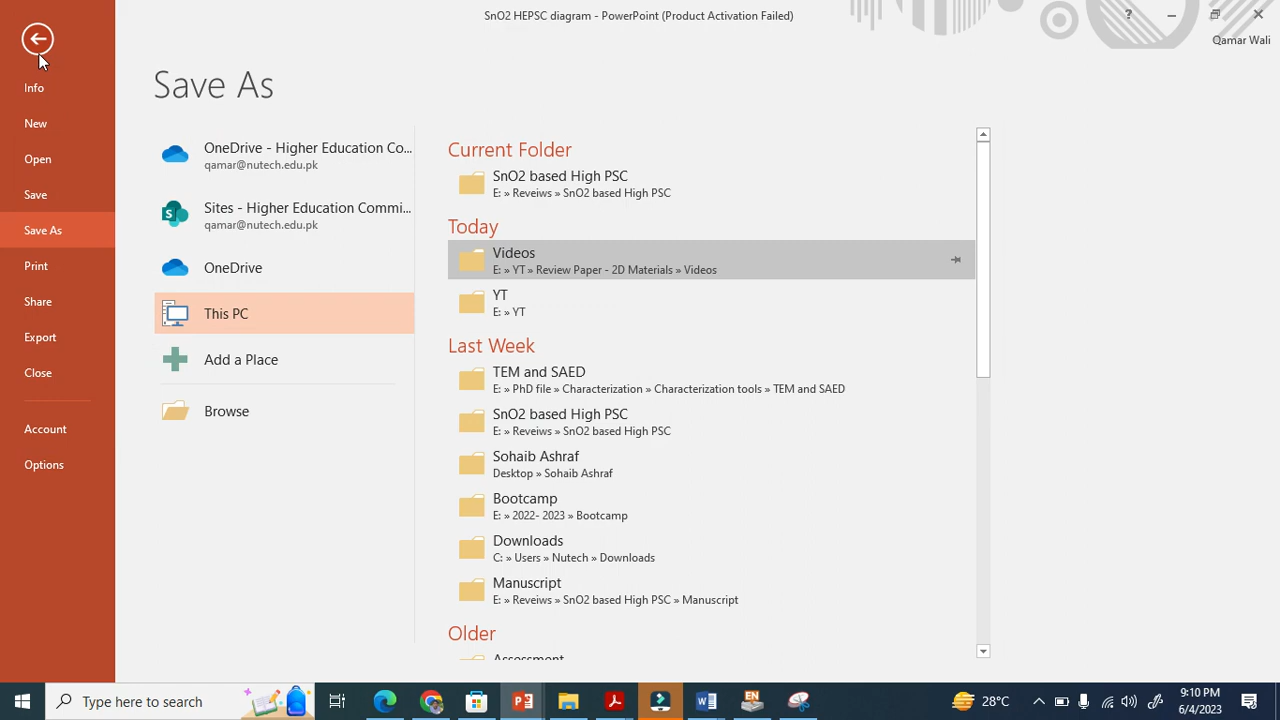 SnO2 HEPSC diagram - PowerPoint (Product Activation Failed)
?
Qamar Wali
Info
New
Open
Save
Save As
Print
Share
Export
Close
Account
Options
Save As
OneDrive - Higher Education Co...
qamar@nutech.edu.pk
Sites - Higher Education Commi...
qamar@nutech.edu.pk
OneDrive
This PC
Add a Place
Browse
Current Folder
SnO2 based High PSC
E: » Reveiws » SnO2 based High PSC
Today
Videos
E: » YT » Review Paper - 2D Materials » Videos
YT
E: » YT
Last Week
TEM and SAED
E: » PhD file » Characterization » Characterization tools » TEM and SAED
SnO2 based High PSC
E: » Reveiws » SnO2 based High PSC
Sohaib Ashraf
Desktop » Sohaib Ashraf
Bootcamp
E: » 2022- 2023 » Bootcamp
Downloads
C: » Users » Nutech » Downloads
Manuscript
E: » Reveiws » SnO2 based High PSC » Manuscript
Older
Assessment
Type here to search
EN
28°C
9:10 PM
6/4/2023